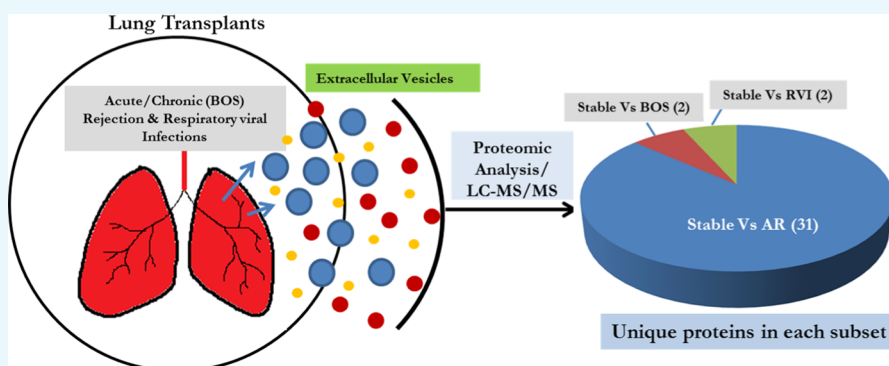 Lung Transplants
Extracellular Vesicles
Acute/Chronic (BOS)
Rejection & Respiratory viral
Infections
Proteomic
Analysis/
LC-MS/MS
Stable Vs BOS (2)
Stable Vs RVI (2)
Stable Vs AR (31)
Unique proteins in each subset